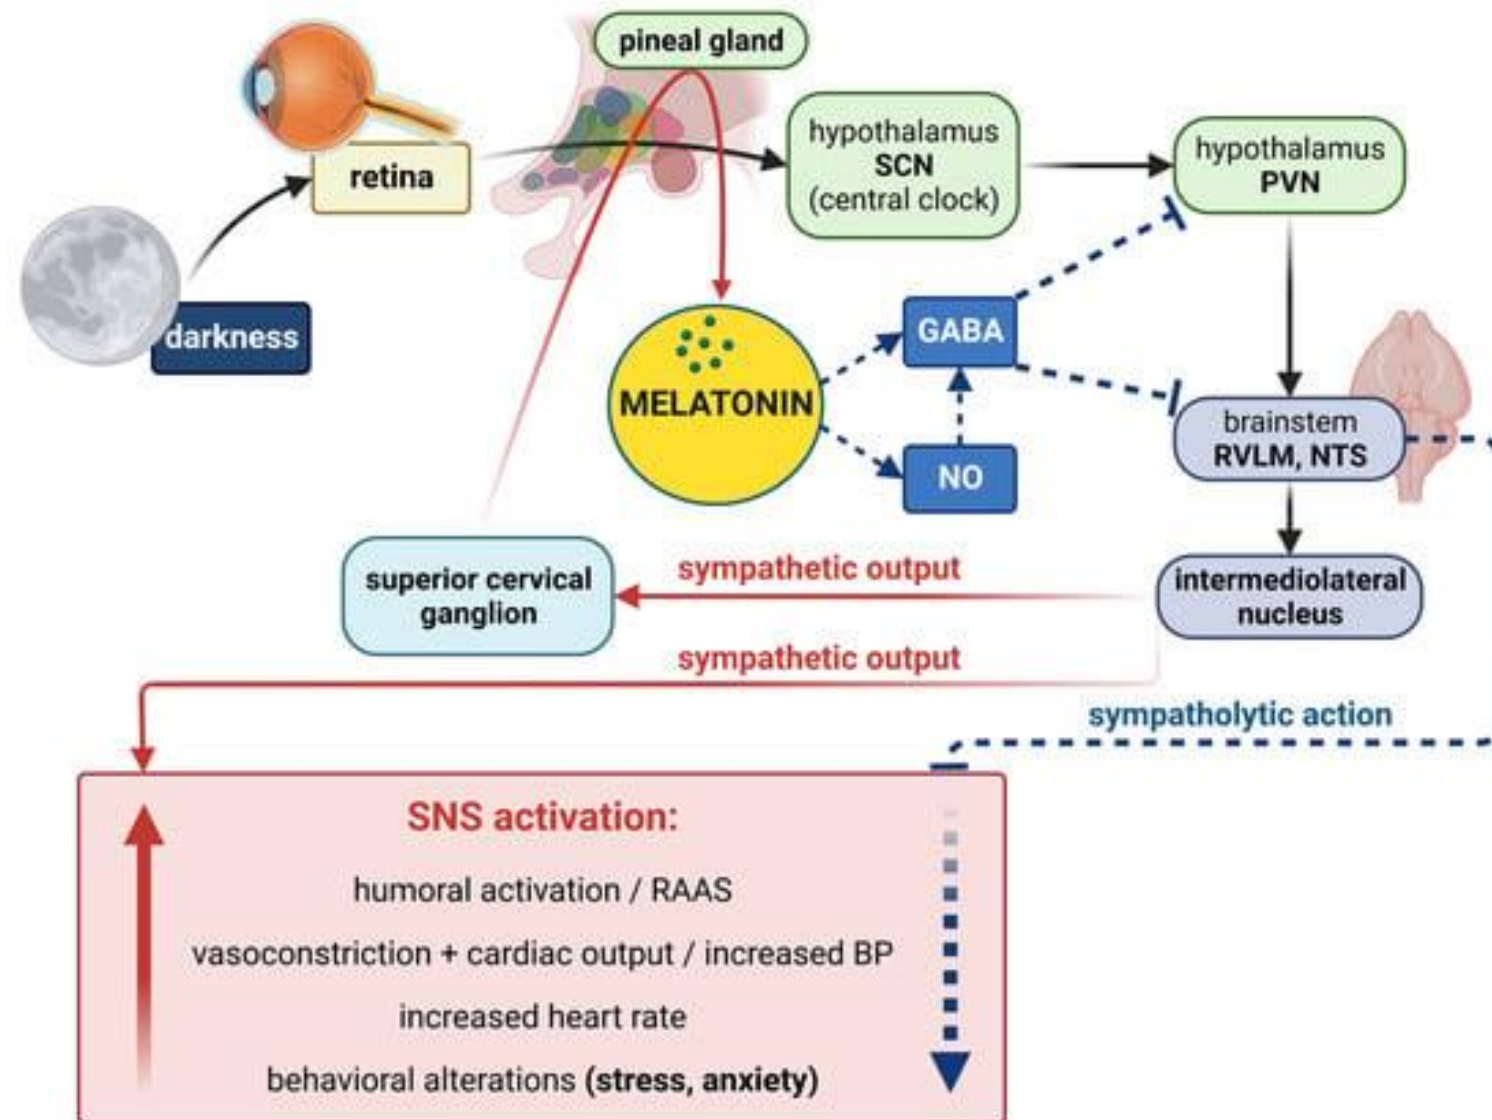 pineal gland
hypothalamus
SCN
(central clock)
hypothalamus
PVN
retina
darkness
MELATONIN
GABA
NO
brainstem
RVLM, NTS
intermediolateral
nucleus
superior cervical
ganglion
sympathetic output
sympathetic output
sympatholytic action
SNS activation:
humoral activation / RAAS
vasoconstriction + cardiac output / increased BP
increased heart rate
behavioral alterations (stress, anxiety)